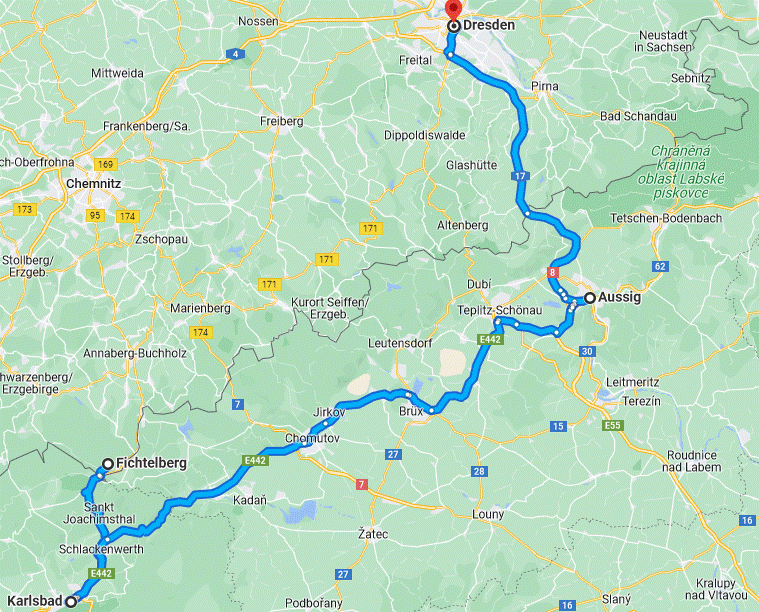 Nossen
Dresden
Neustadt
in Sachsen
4
Freital
Mittweida
Pirna
Sebnitz
Frankenberg/Sa.
Freiberg
Bad Schandau
Dippoldiswalde
ch-Oberfrohna
169
Glashütte
Chráněná
krajinná
oblast Labské
pískovce
Chemnitz
17
173
95
174
Altenberg
Tetschen-Bodenbach
171
Zschopau
Stollberg/
Erzgeb.
171
62
8
171
Dubí
Aussig
Kurort Seiffen/
Erzgeb.
Marienberg
Teplitz-Schönau
174
E442
Leutensdorf
30
Annaberg-Buchholz
hwarzenberg/
Erzgebirge
Leitmeritz
7
Terezín
Jirkov
Brüx
15
E55
Chomutov
27
Roudnice
nad Labem
Fichtelberg
E442
28
7
Kadaň
Sankt
Joachimsthal
Louny
16
Žatec
Schlackenwerth
E442
27
Kralupy
nad Vltavou
Karlsbad
Podbořany
16
Slaný